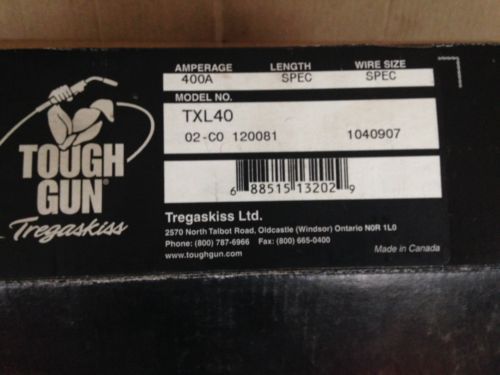 AMPERAGE LENGTH WIRE SIZE
400A SPEC SPEC
MODEL NO.
TXL40
02-C0 120081 1040907
6 88515 13202 9
TOUGH
GUN®
Tregaskiss
Tregaskiss Ltd.
2570 North Talbot Road, Oldcastle (Windsor) Ontario N0R 1L0
Phone: (800) 787-6966 Fax: (800) 665-0400
www.toughgun.com
Made in Canada